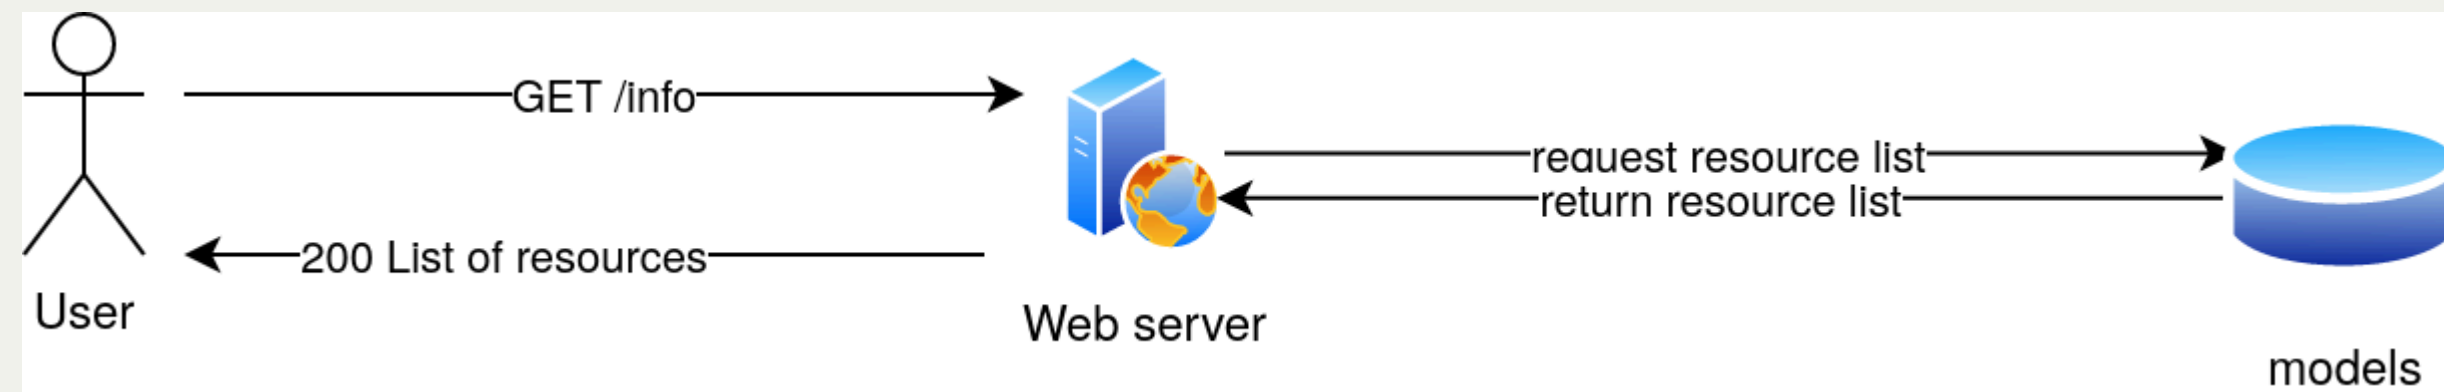 GET /info
request resource list
return resource list
200 List of resources
User
Web server
models